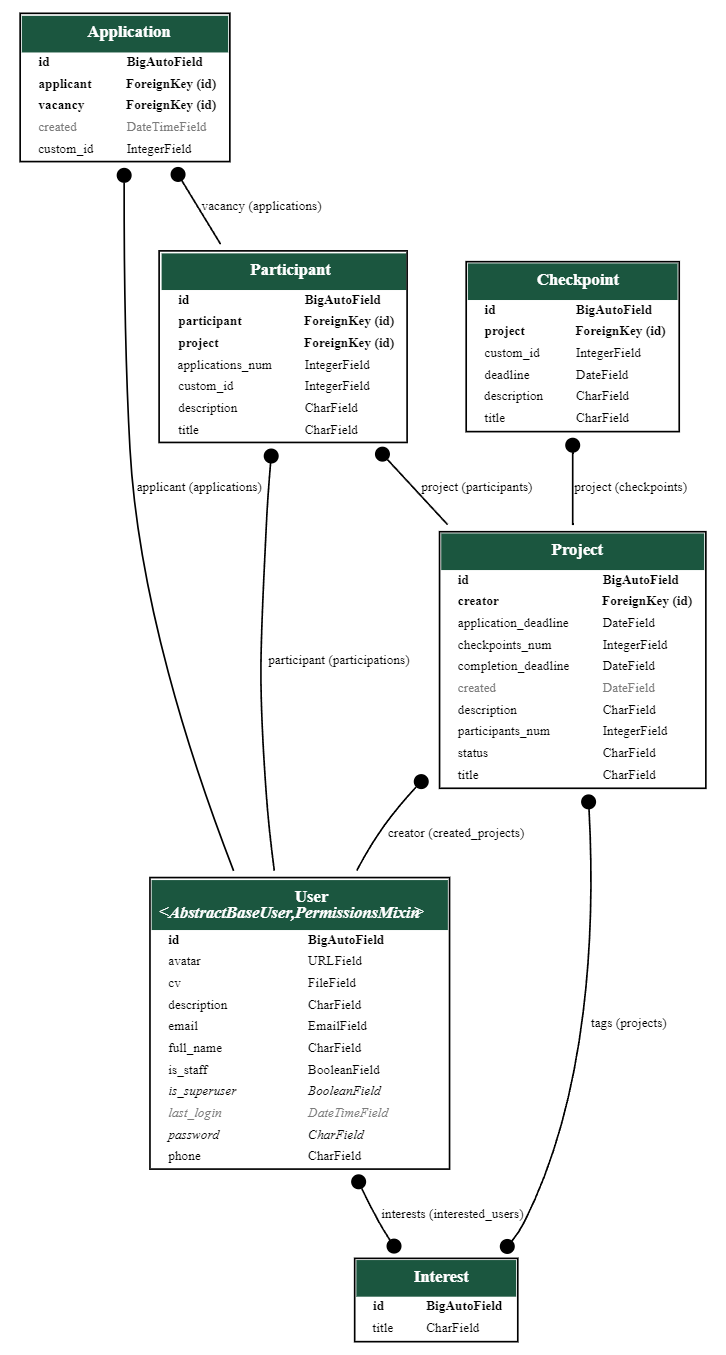 Application
id BigAutoField
applicant ForeignKey (id)
vacancy ForeignKey (id)
created DateTimeField
custom_id IntegerField
vacancy (applications)
Participant
id BigAutoField
participant ForeignKey (id)
project ForeignKey (id)
applications_num IntegerField
custom_id IntegerField
description CharField
title CharField
Checkpoint
id BigAutoField
project ForeignKey (id)
custom_id IntegerField
deadline DateField
description CharField
title CharField
applicant (applications)
project (participants)
project (checkpoints)
Project
id BigAutoField
creator ForeignKey (id)
application_deadline DateField
checkpoints_num IntegerField
completion_deadline DateField
created DateField
description CharField
participants_num IntegerField
status CharField
title CharField
participant (participations)
creator (created_projects)
User
<AbstractBaseUser,PermissionsMixin>
id BigAutoField
avatar URLField
cv FileField
description CharField
email EmailField
full_name CharField
is_staff BooleanField
is_superuser BooleanField
last_login DateTimeField
password CharField
phone CharField
tags (projects)
interests (interested_users)
Interest
id BigAutoField
title CharField